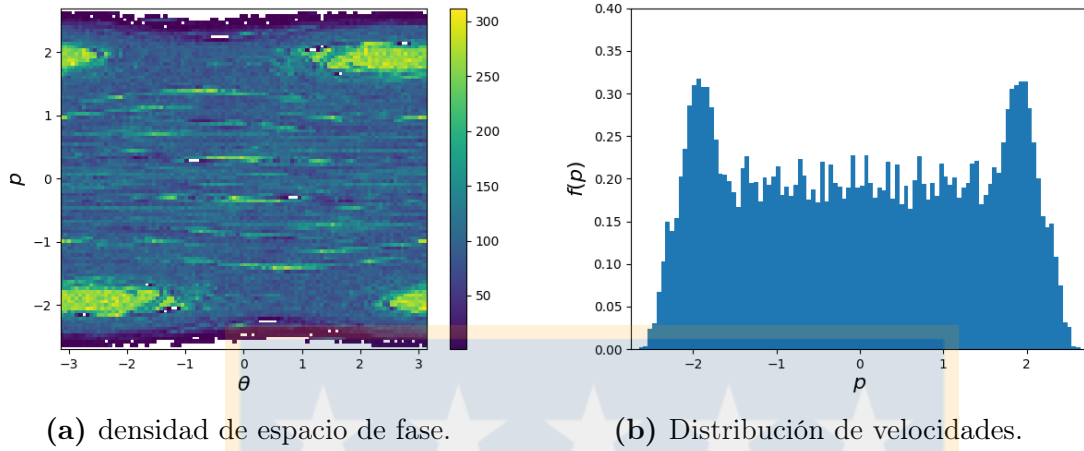 300
250
200
150
100
50
2
1
0
−1
−2
p
−3 −2 −1 0 1 2 3
θ
0.40
0.35
0.30
0.25
0.20
0.15
0.10
0.05
0.00
f(p)
−2 −1 0 1 2
p
(a) densidad de espacio de fase.
(b) Distribución de velocidades.